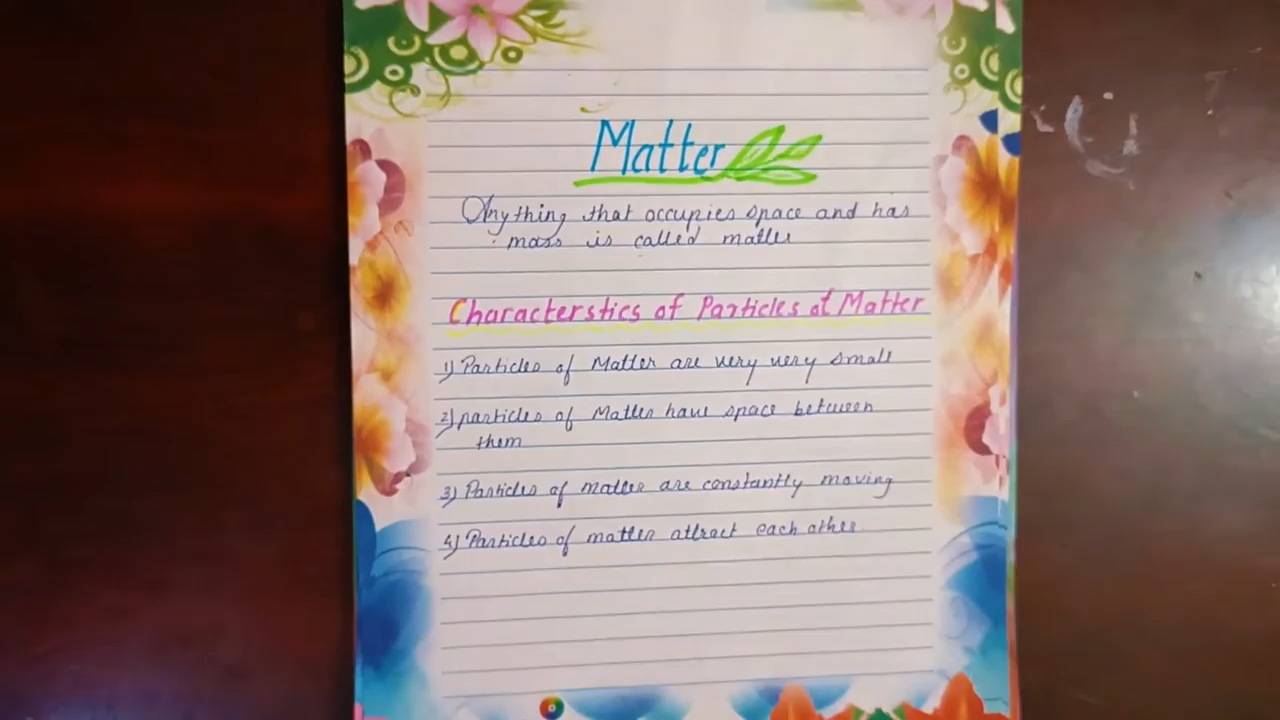 Matter
Anything that occupies space and has
mass is called matter
Characterstics of Particles of Matter
1) Particles of Matter are very very small
2) particles of Matter have space between
them
3) Particles of matter are constantly moving
4) Particles of matter attract each other